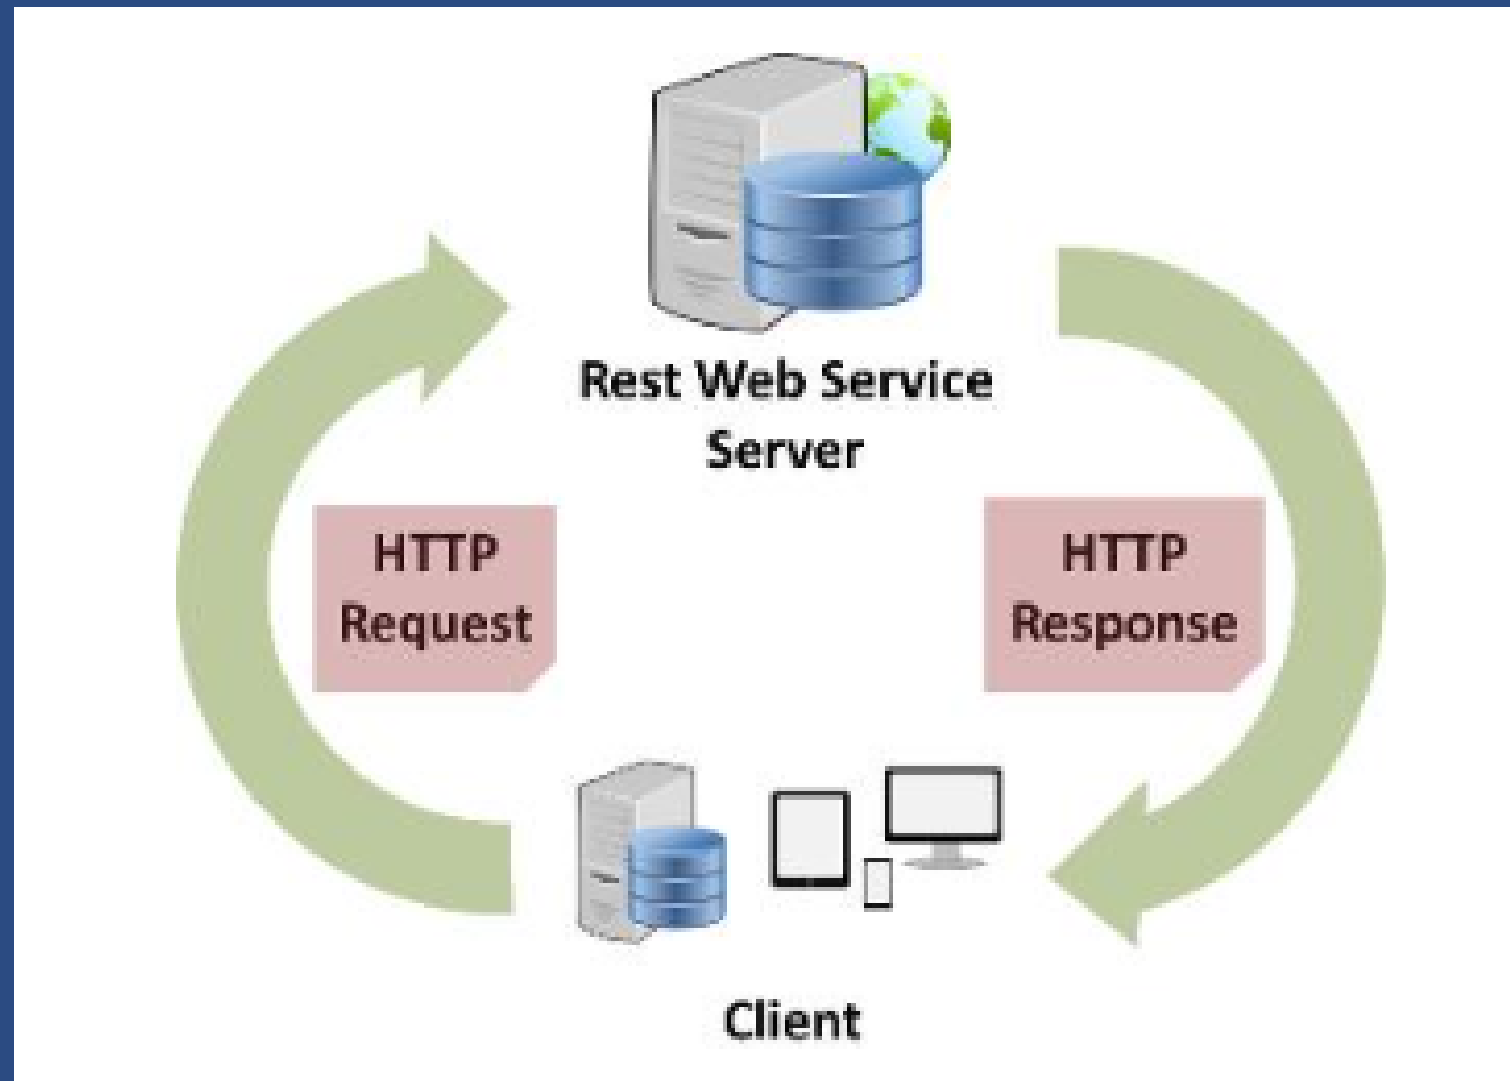 Rest Web Service
Server
HTTP
Request
HTTP
Response
Client